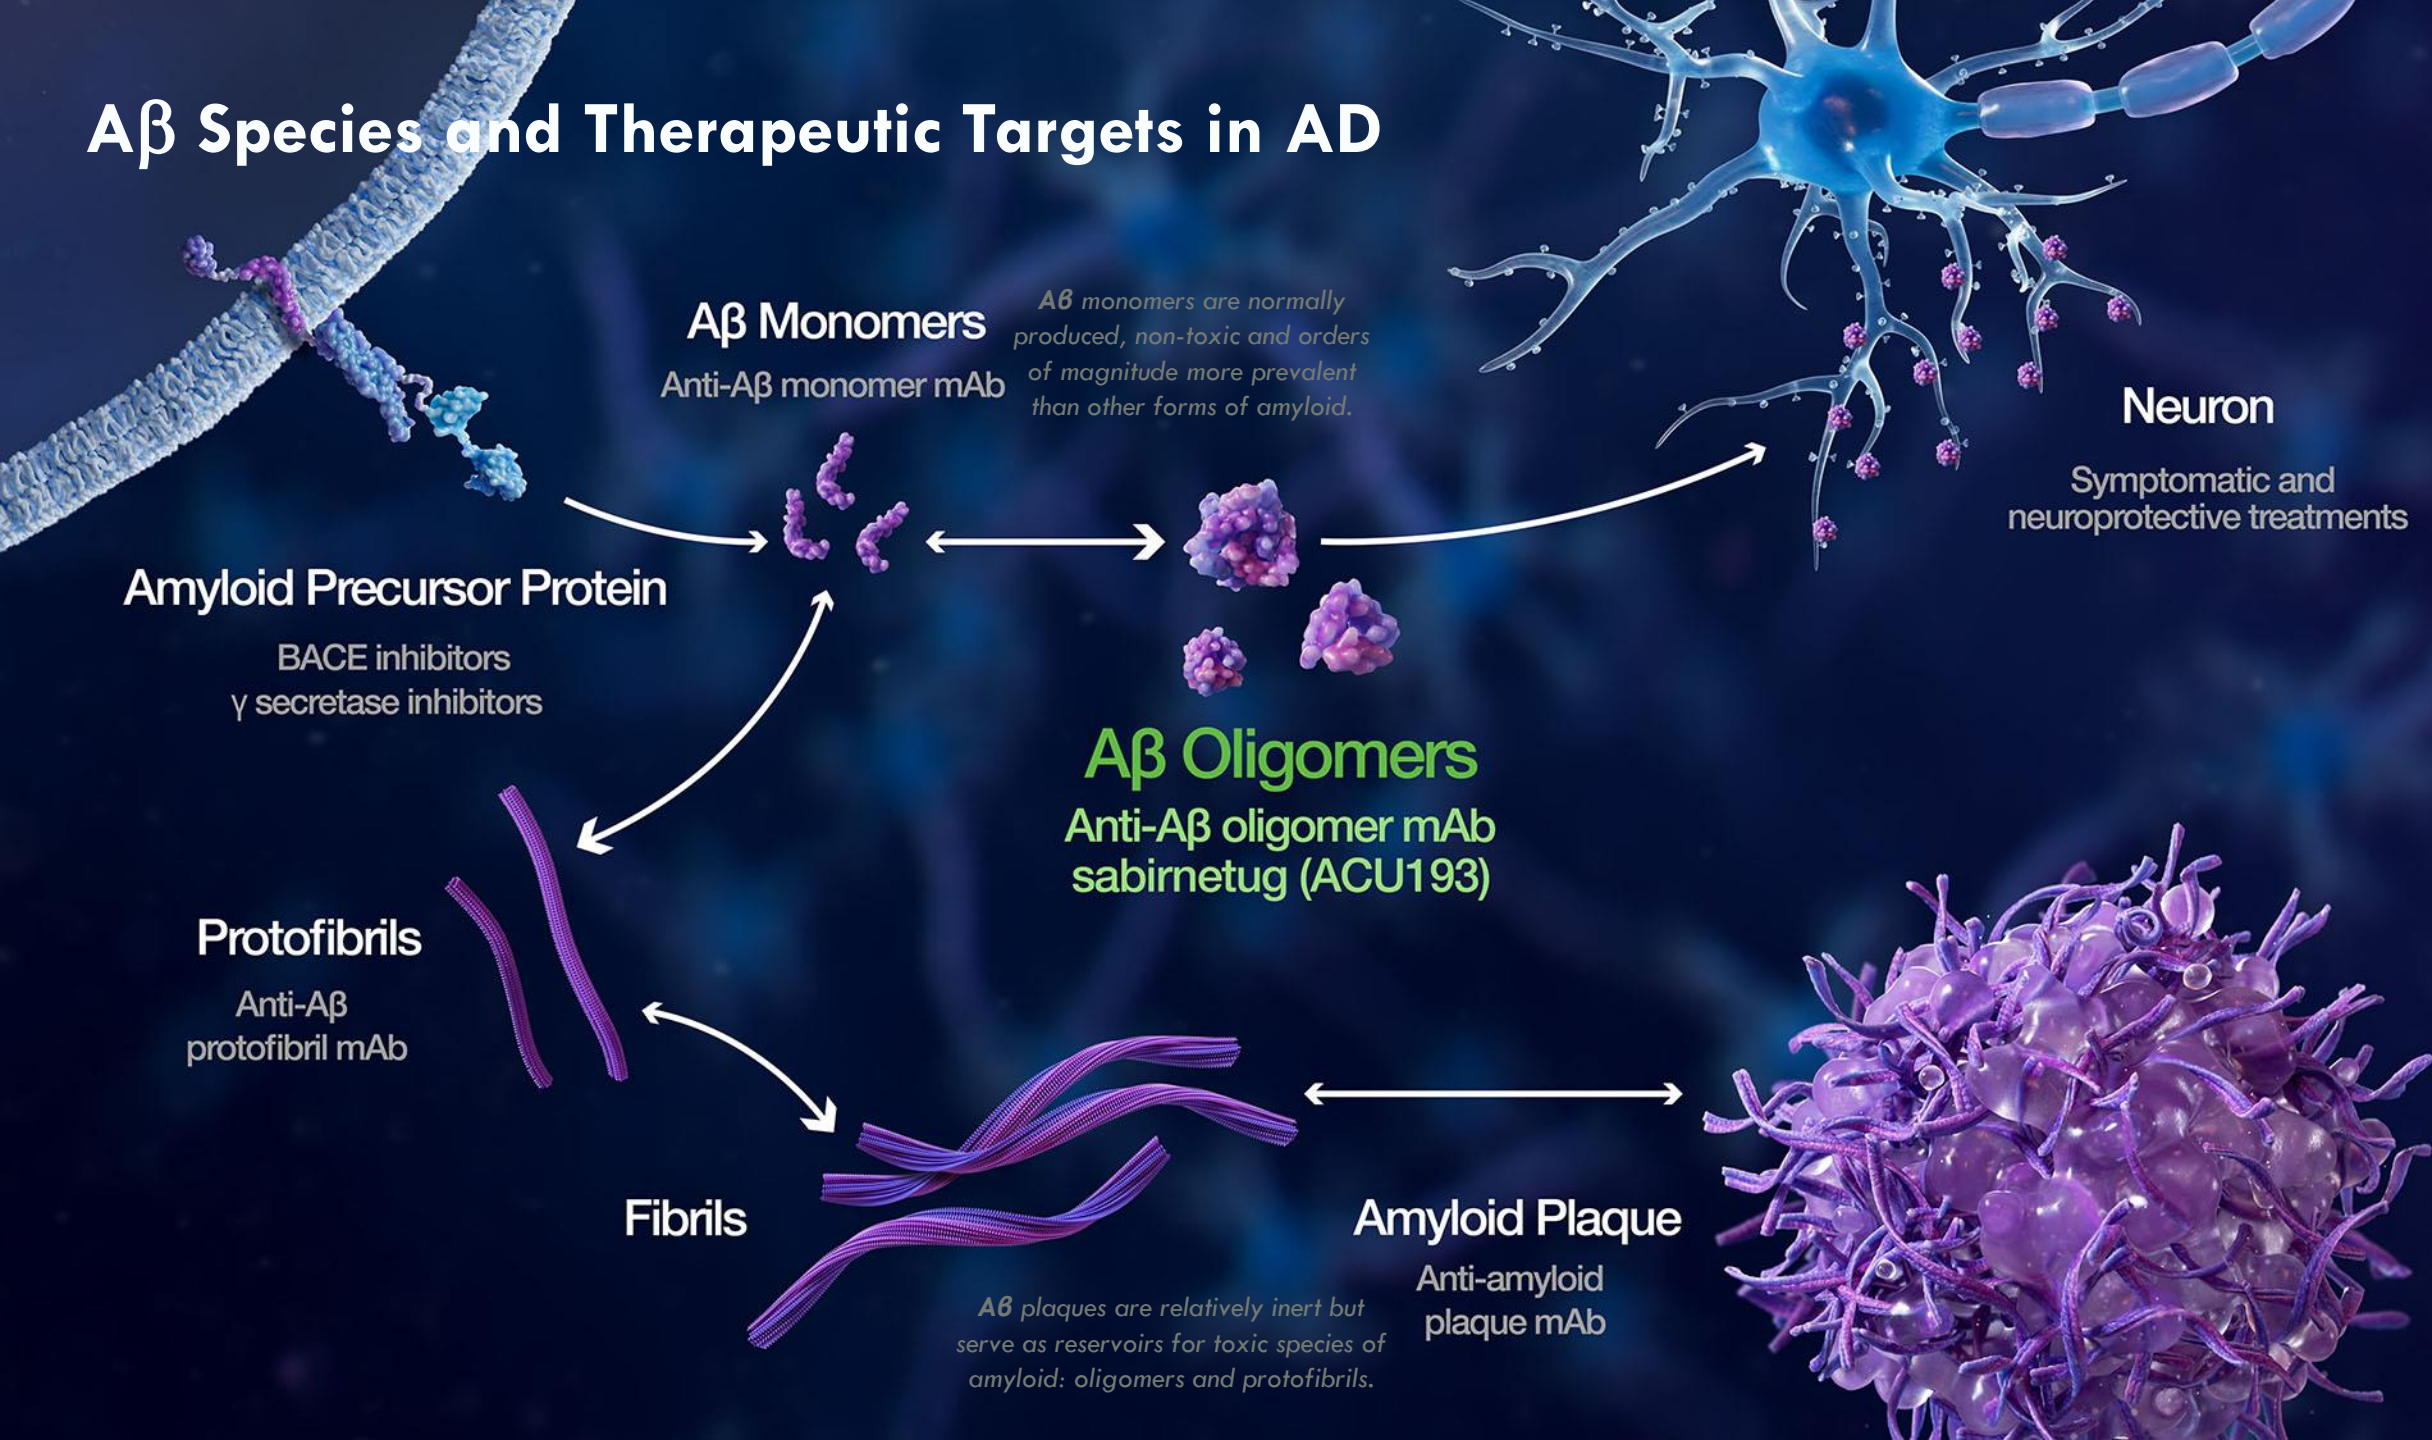 Aβ Species and Therapeutic Targets in AD
Aβ Monomers
Anti-Aβ monomer mAb
Aβ monomers are normally
produced, non-toxic and orders
of magnitude more prevalent
than other forms of amyloid.
Neuron
Symptomatic and
neuroprotective treatments
Amyloid Precursor Protein
BACE inhibitors
γ secretase inhibitors
Aβ Oligomers
Anti-Aβ oligomer mAb
sabirnetug (ACU193)
Protofibrils
Anti-Aβ
protofibril mAb
Fibrils
Amyloid Plaque
Anti-amyloid
plaque mAb
Aβ plaques are relatively inert but
serve as reservoirs for toxic species of
amyloid: oligomers and protofibrils.